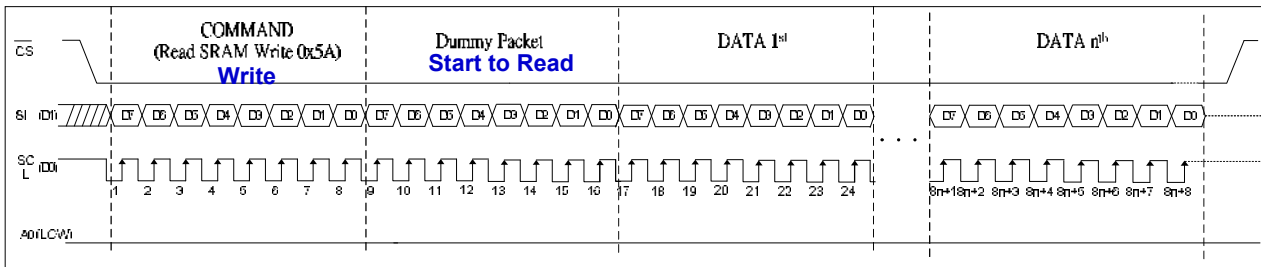 COMMAND
(Read SRAM Write 0x5A)
Write
Dummy Packet
Start to Read
DATA 1st
DATA nth
CS
SI (D1)
D7 D6 D5 D4 D3 D2 D1 D0 D7 D6 D5 D4 D3 D2 D1 D0 D7 D6 D5 D4 D3 D2 D1 D0 . . . D7 D6 D5 D4 D3 D2 D1 D0
SC
L (D0)
1 2 3 4 5 6 7 8 9 10 11 12 13 14 15 16 17 18 19 20 21 22 23 24 8n+1 8n+2 8n+3 8n+4 8n+5 8n+6 8n+7 8n+8
A0(LOW)